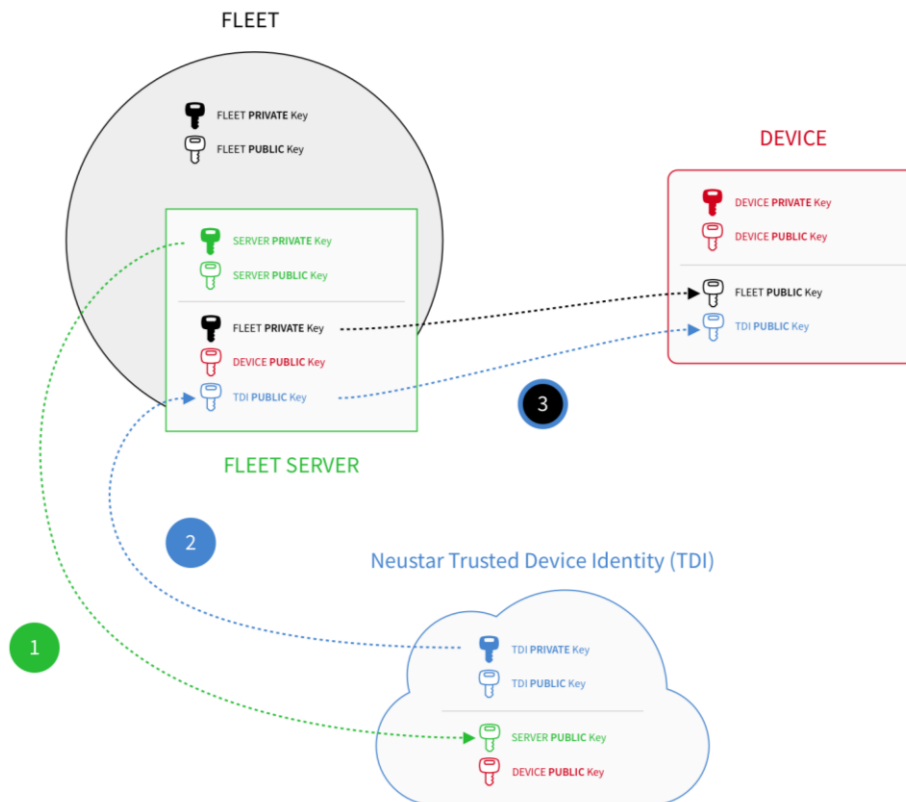 FLEET
FLEET PRIVATE Key
FLEET PUBLIC Key
DEVICE
DEVICE PRIVATE Key
DEVICE PUBLIC Key
FLEET PUBLIC Key
TDI PUBLIC Key
SERVER PRIVATE Key
SERVER PUBLIC Key
FLEET PRIVATE Key
DEVICE PUBLIC Key
TDI PUBLIC Key
3
FLEET SERVER
2
Neustar Trusted Device Identity (TDI)
1
TDI PRIVATE Key
TDI PUBLIC Key
SERVER PUBLIC Key
DEVICE PUBLIC Key